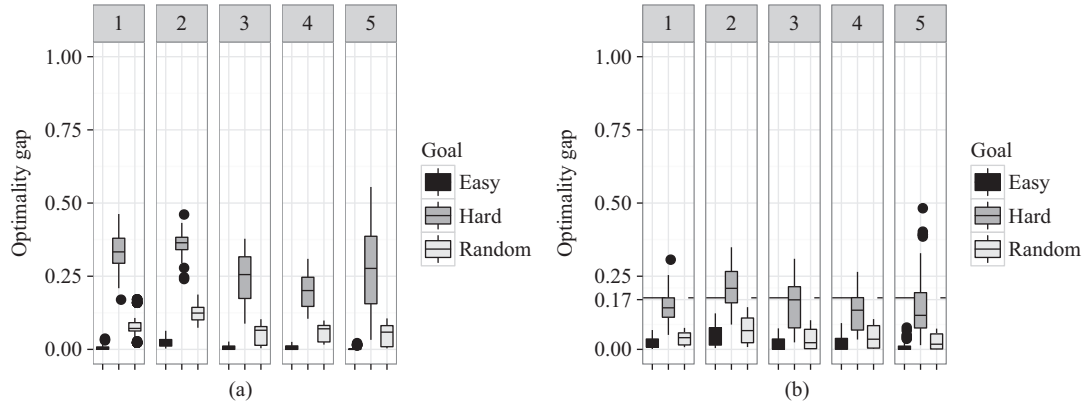 1 2 3 4 5
1.00
0.75
0.50
0.25
0.00
Optimality gap
Goal
Easy
Hard
Random
(a)
1 2 3 4 5
1.00
0.75
0.50
0.25
0.17
0.00
Optimality gap
Goal
Easy
Hard
Random
(b)